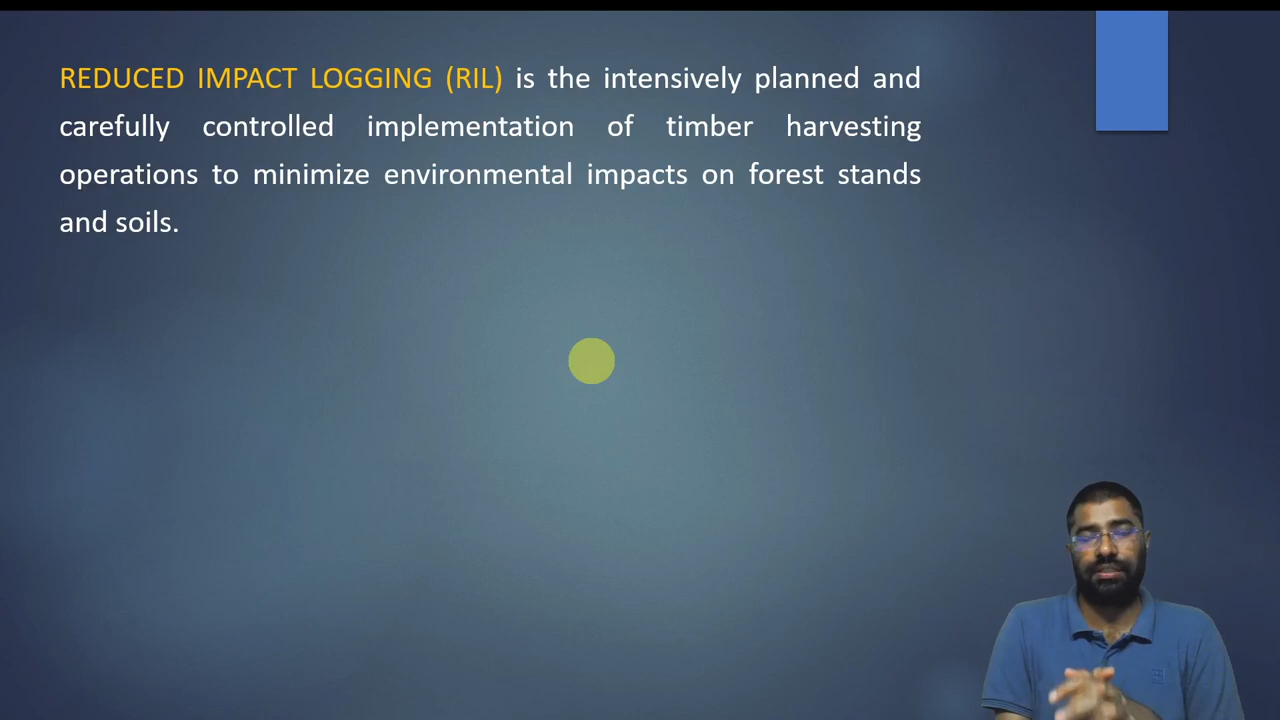 REDUCED IMPACT LOGGING (RIL) is the intensively planned and
carefully controlled implementation of timber harvesting
operations to minimize environmental impacts on forest stands
and soils.